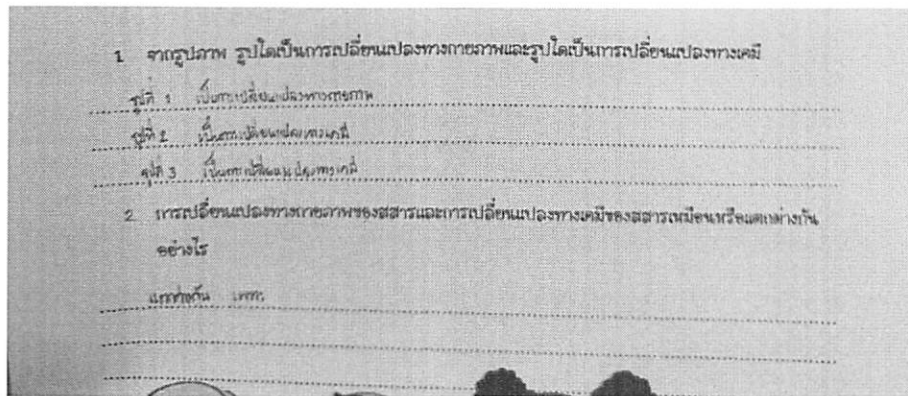 1 จากรูปภาพ รูปใดเป็นการเปลี่ยนแปลงทางกายภาพและรูปใดเป็นการเปลี่ยนแปลงทางเคมี
รูปที่ 1 เป็นการเปลี่ยนแปลงทางกายภาพ
รูปที่ 2 เป็นการเปลี่ยนแปลงทางเคมี
รูปที่ 3 เป็นการเปลี่ยนแปลงทางเคมี
2 การเปลี่ยนแปลงทางกายภาพของสสารและการเปลี่ยนแปลงทางเคมีของสสารเหมือนหรือแตกต่างกัน
อย่างไร
แตกต่างกัน เพราะ